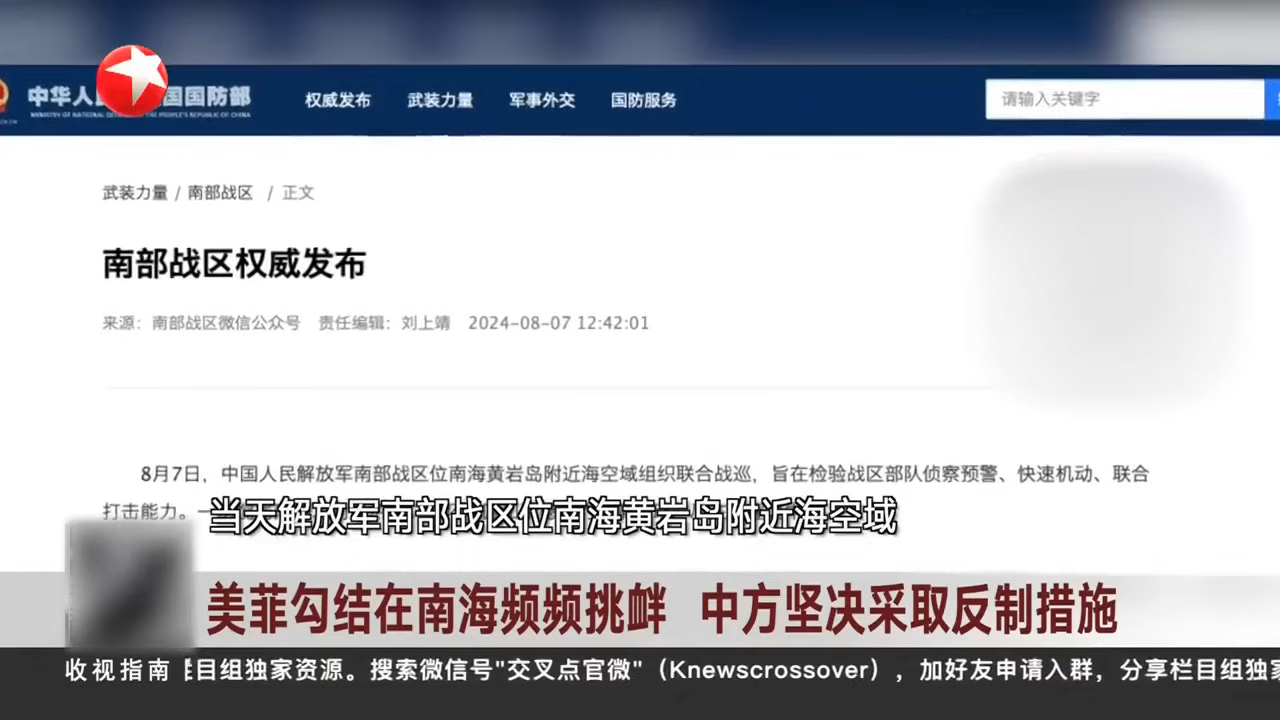 中华人民 国国防部
MINISTRY OF NATIONAL DEFENSE THE PEOPLE'S REPUBLIC OF CHINA
权威发布 武装力量 军事外交 国防服务
请输入关键字
武装力量 / 南部战区 / 正文
南部战区权威发布
来源：南部战区微信公众号 责任编辑：刘上靖 2024-08-07 12:42:01
8月7日，中国人民解放军南部战区位南海黄岩岛附近海空域组织联合战巡，旨在检验战区部队侦察预警、快速机动、联合
打击能力。一
当天解放军南部战区位南海黄岩岛附近海空域
美菲勾结在南海频频挑衅 中方坚决采取反制措施
收视指南 目组独家资源。搜索微信号"交叉点官微"（Knewscrossover），加好友申请入群，分享栏目组独家